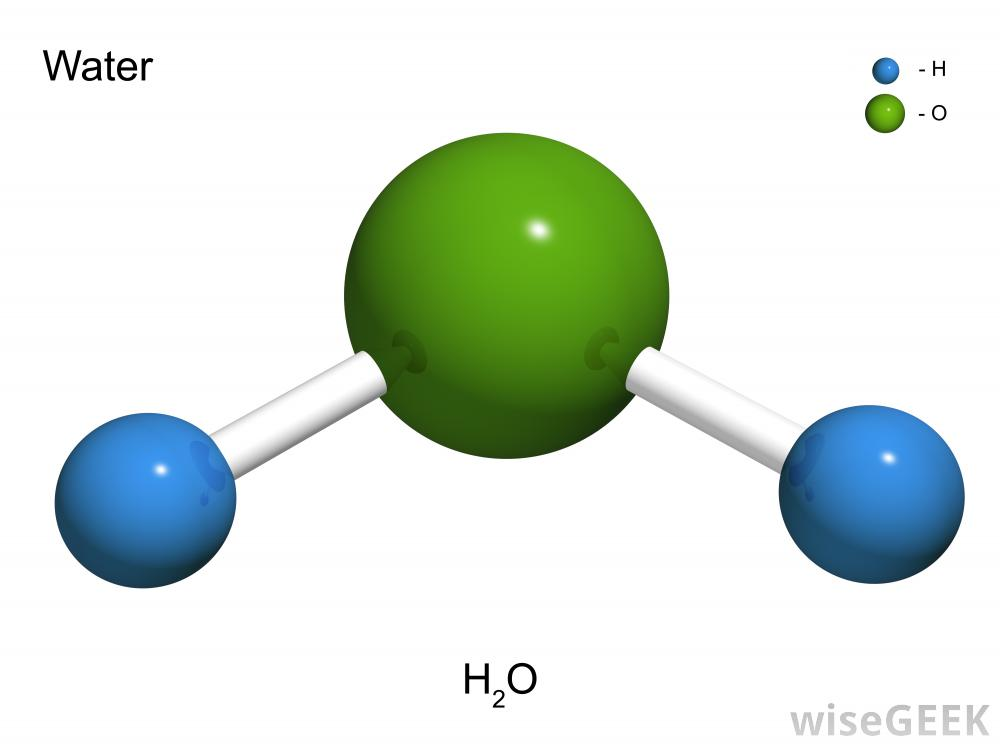 Water
- H
- O
H₂O
wiseGEEK